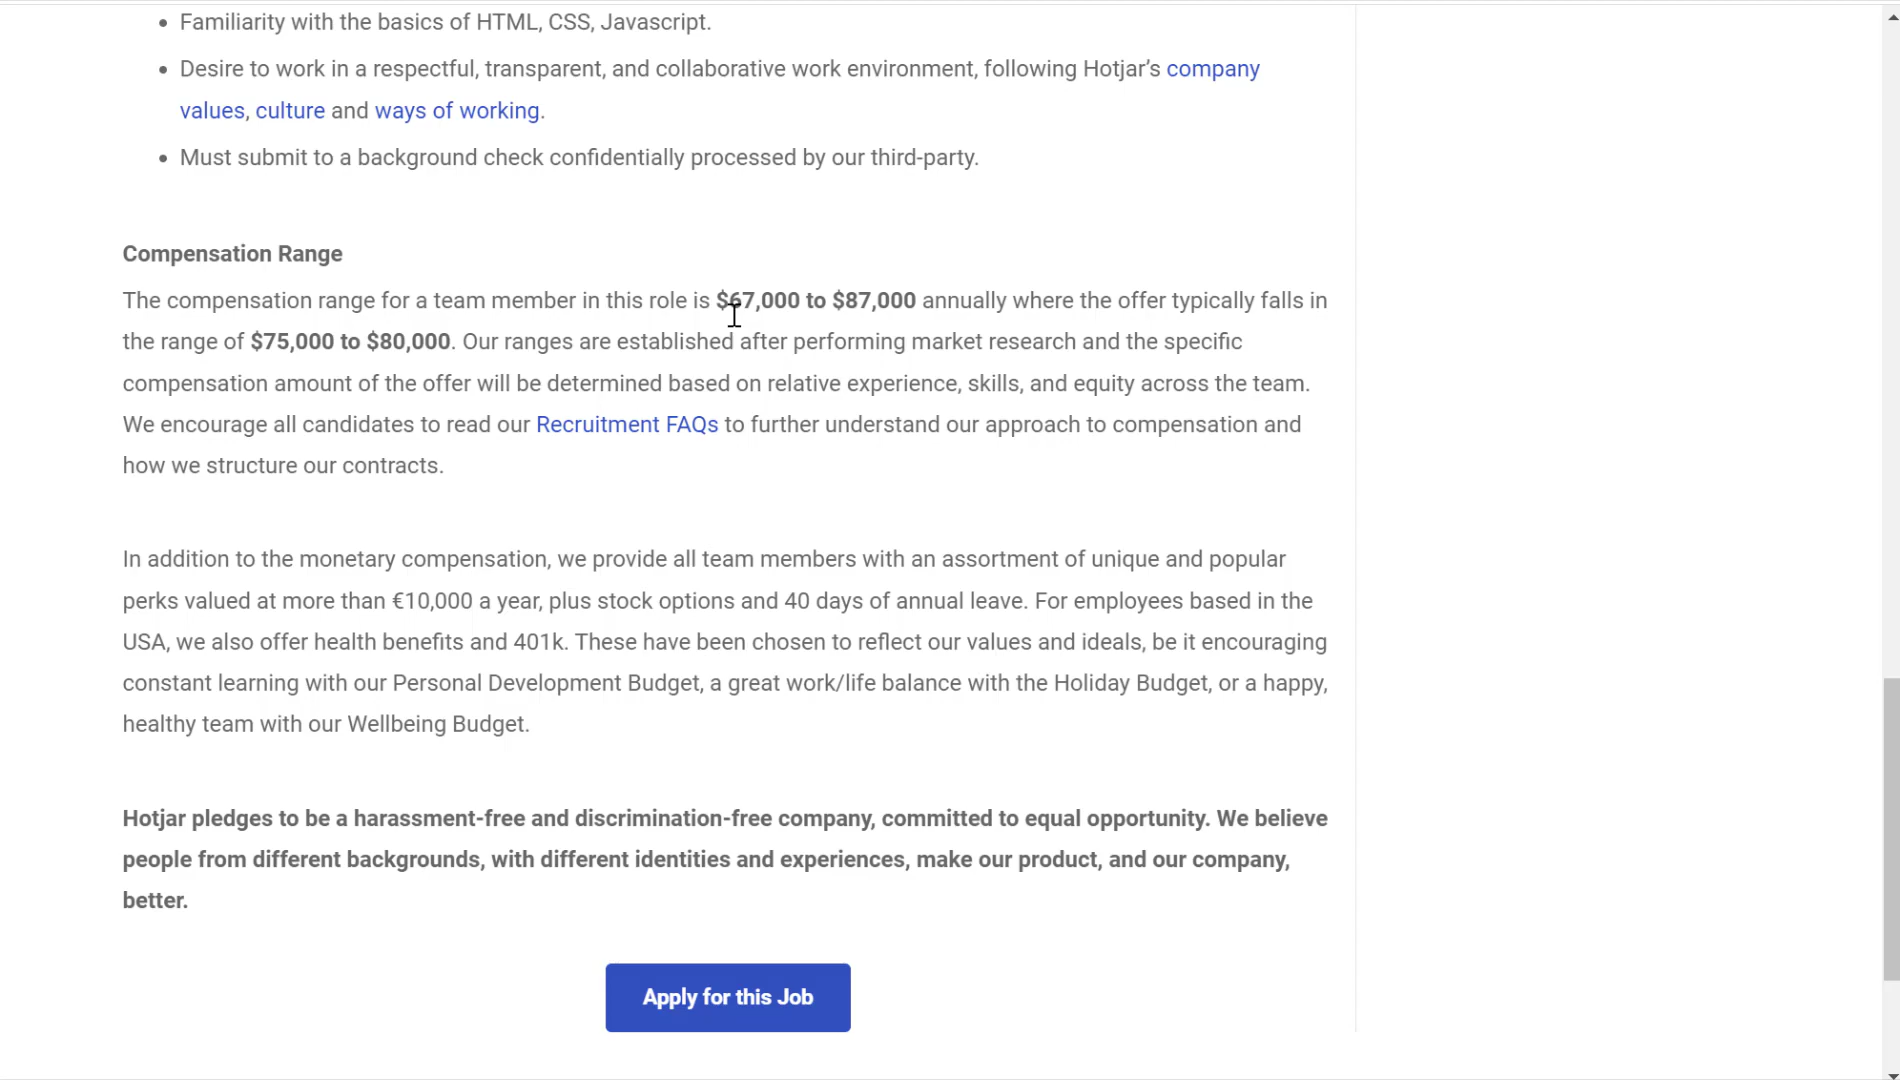 Familiarity with the basics of HTML, CSS, Javascript.
Desire to work in a respectful, transparent, and collaborative work environment, following Hotjar’s company
values, culture and ways of working.
Must submit to a background check confidentially processed by our third-party.
Compensation Range
The compensation range for a team member in this role is $67,000 to $87,000 annually where the offer typically falls in
the range of $75,000 to $80,000. Our ranges are established after performing market research and the specific
compensation amount of the offer will be determined based on relative experience, skills, and equity across the team.
We encourage all candidates to read our Recruitment FAQs to further understand our approach to compensation and
how we structure our contracts.
In addition to the monetary compensation, we provide all team members with an assortment of unique and popular
perks valued at more than €10,000 a year, plus stock options and 40 days of annual leave. For employees based in the
USA, we also offer health benefits and 401k. These have been chosen to reflect our values and ideals, be it encouraging
constant learning with our Personal Development Budget, a great work/life balance with the Holiday Budget, or a happy,
healthy team with our Wellbeing Budget.
Hotjar pledges to be a harassment-free and discrimination-free company, committed to equal opportunity. We believe
people from different backgrounds, with different identities and experiences, make our product, and our company,
better.
Apply for this Job